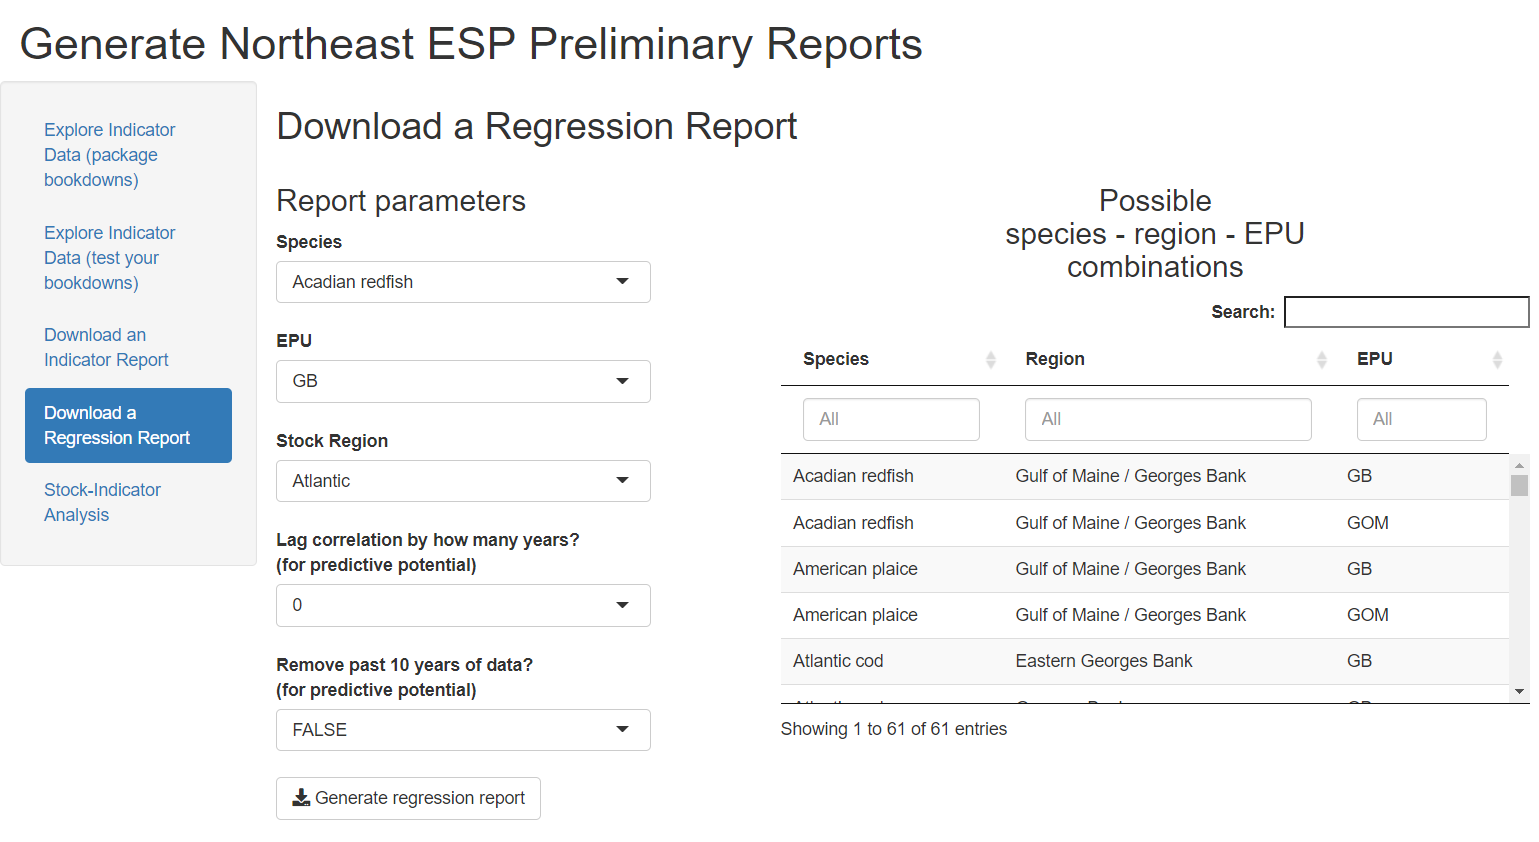 Generate Northeast ESP Preliminary Reports
Explore Indicator
Data (package
bookdowns)
Explore Indicator
Data (test your
bookdowns)
Download an
Indicator Report
Download a
Regression Report
Stock-Indicator
Analysis
Download a Regression Report
Report parameters
Species
Acadian redfish
EPU
GB
Stock Region
Atlantic
Lag correlation by how many years?
(for predictive potential)
0
Remove past 10 years of data?
(for predictive potential)
FALSE
Generate regression report
Possible
species - region - EPU
combinations
Search:
Species Region EPU
All All All
Acadian redfish Gulf of Maine / Georges Bank GB
Acadian redfish Gulf of Maine / Georges Bank GOM
American plaice Gulf of Maine / Georges Bank GB
American plaice Gulf of Maine / Georges Bank GOM
Atlantic cod Eastern Georges Bank GB
Showing 1 to 61 of 61 entries